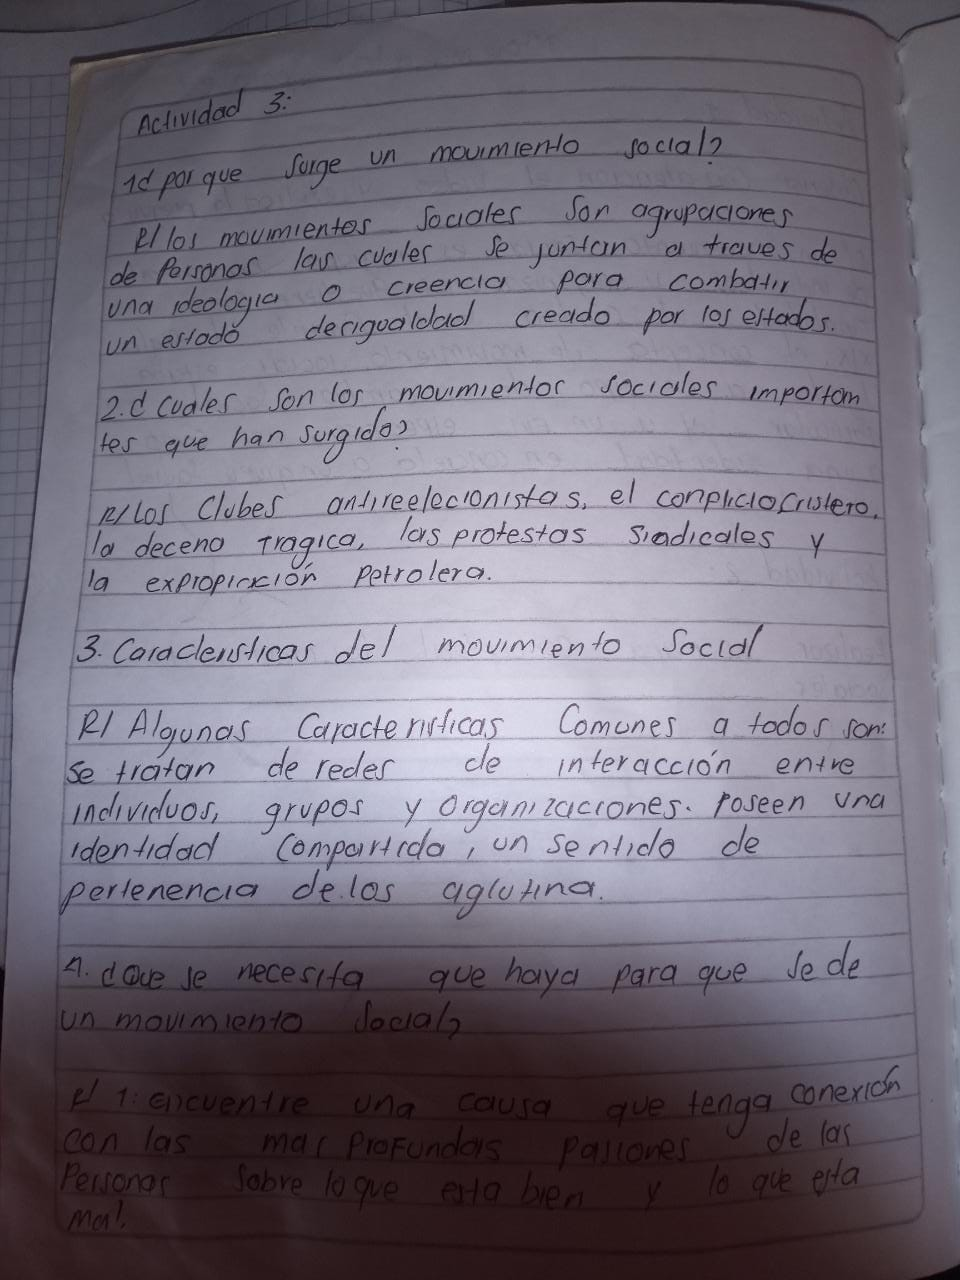 Actividad 3:
1¿ por que surge un movimiento social?
R/ los movimientos sociales son agrupaciones
de Personas las cuales se juntan a traves de
una ideologia o creencia para combatir
un estado desigualdad creado por los estados.
2.¿ cuales son los movimientos sociales importan
tes que han surgido?
R/ Los Clubes antireelecionistas, el conplicto Cristero,
la decena tragica, las protestas sindicales y
la expropiación Petrolera.
3. Caracteristicas del movimiento Social
R/ Algunas Caracteristicas Comunes a todos son:
se tratan de redes de interacción entre
individuos, grupos y organizaciones. Poseen una
identidad compartida, un sentido de
pertenencia de.los aglutina.
4. ¿Que se necesita que haya para que se de
un movimiento social?
R/ 1: Encuentre una causa que tenga conexión
con las mas Profundas Pasiones de las
Personas sobre lo que esta bien y lo que esta
mal.